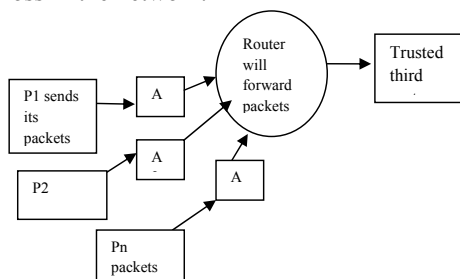 Router
will
forward
packets
Trusted
third
P1 sends
its
packets
A
A
P2
A
Pn
packets